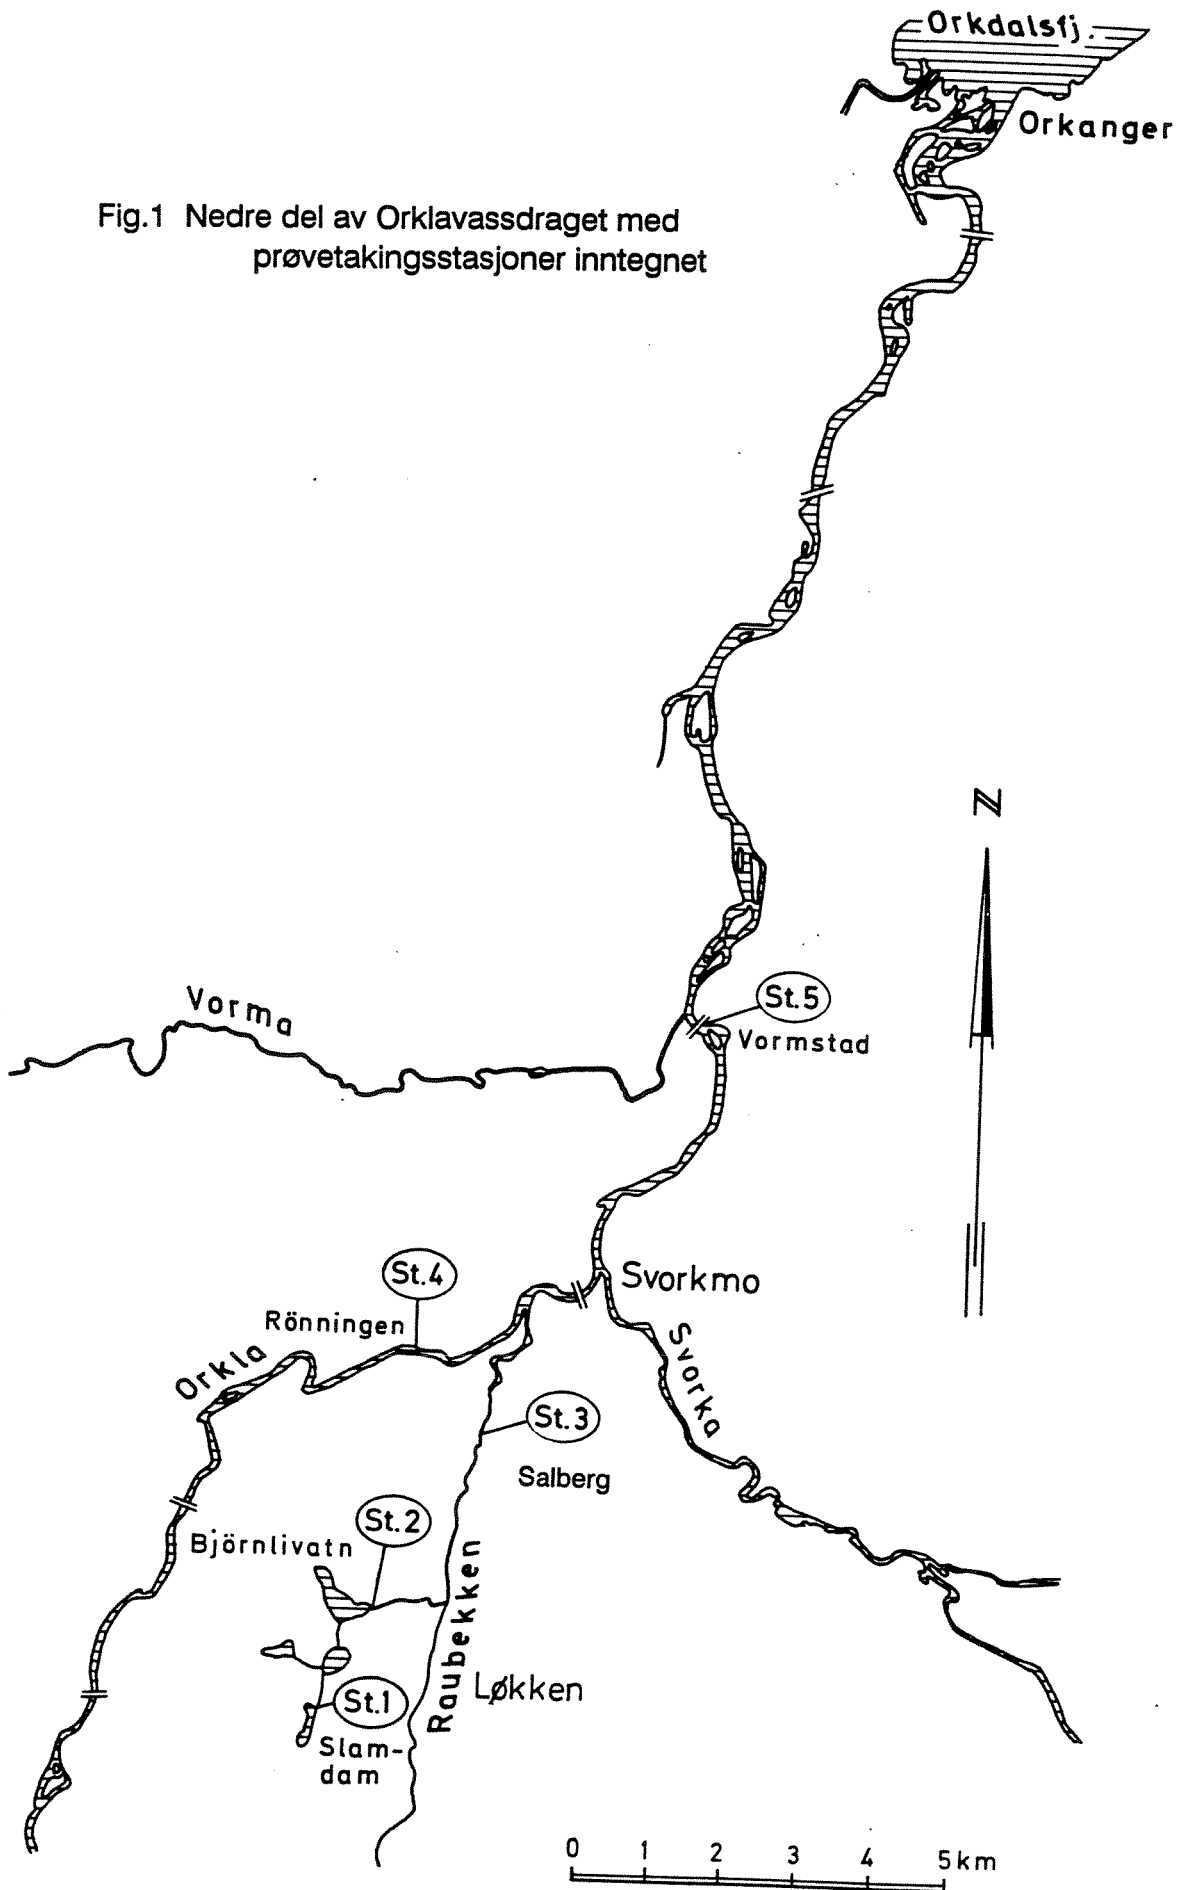 Orkdalsfj.
Orkanger
Fig.1 Nedre del av Orklavassdraget med
prøvetakingsstasjoner inntegnet
N
St.5
Vorma
Vormstad
St.4
Svorkmo
Rönningen
Orkla
Svorka
St.3
Salberg
St.2
Björnlivatn
Raubekken
Løkken
St.1
Slam-
dam
0 1 2 3 4 5km